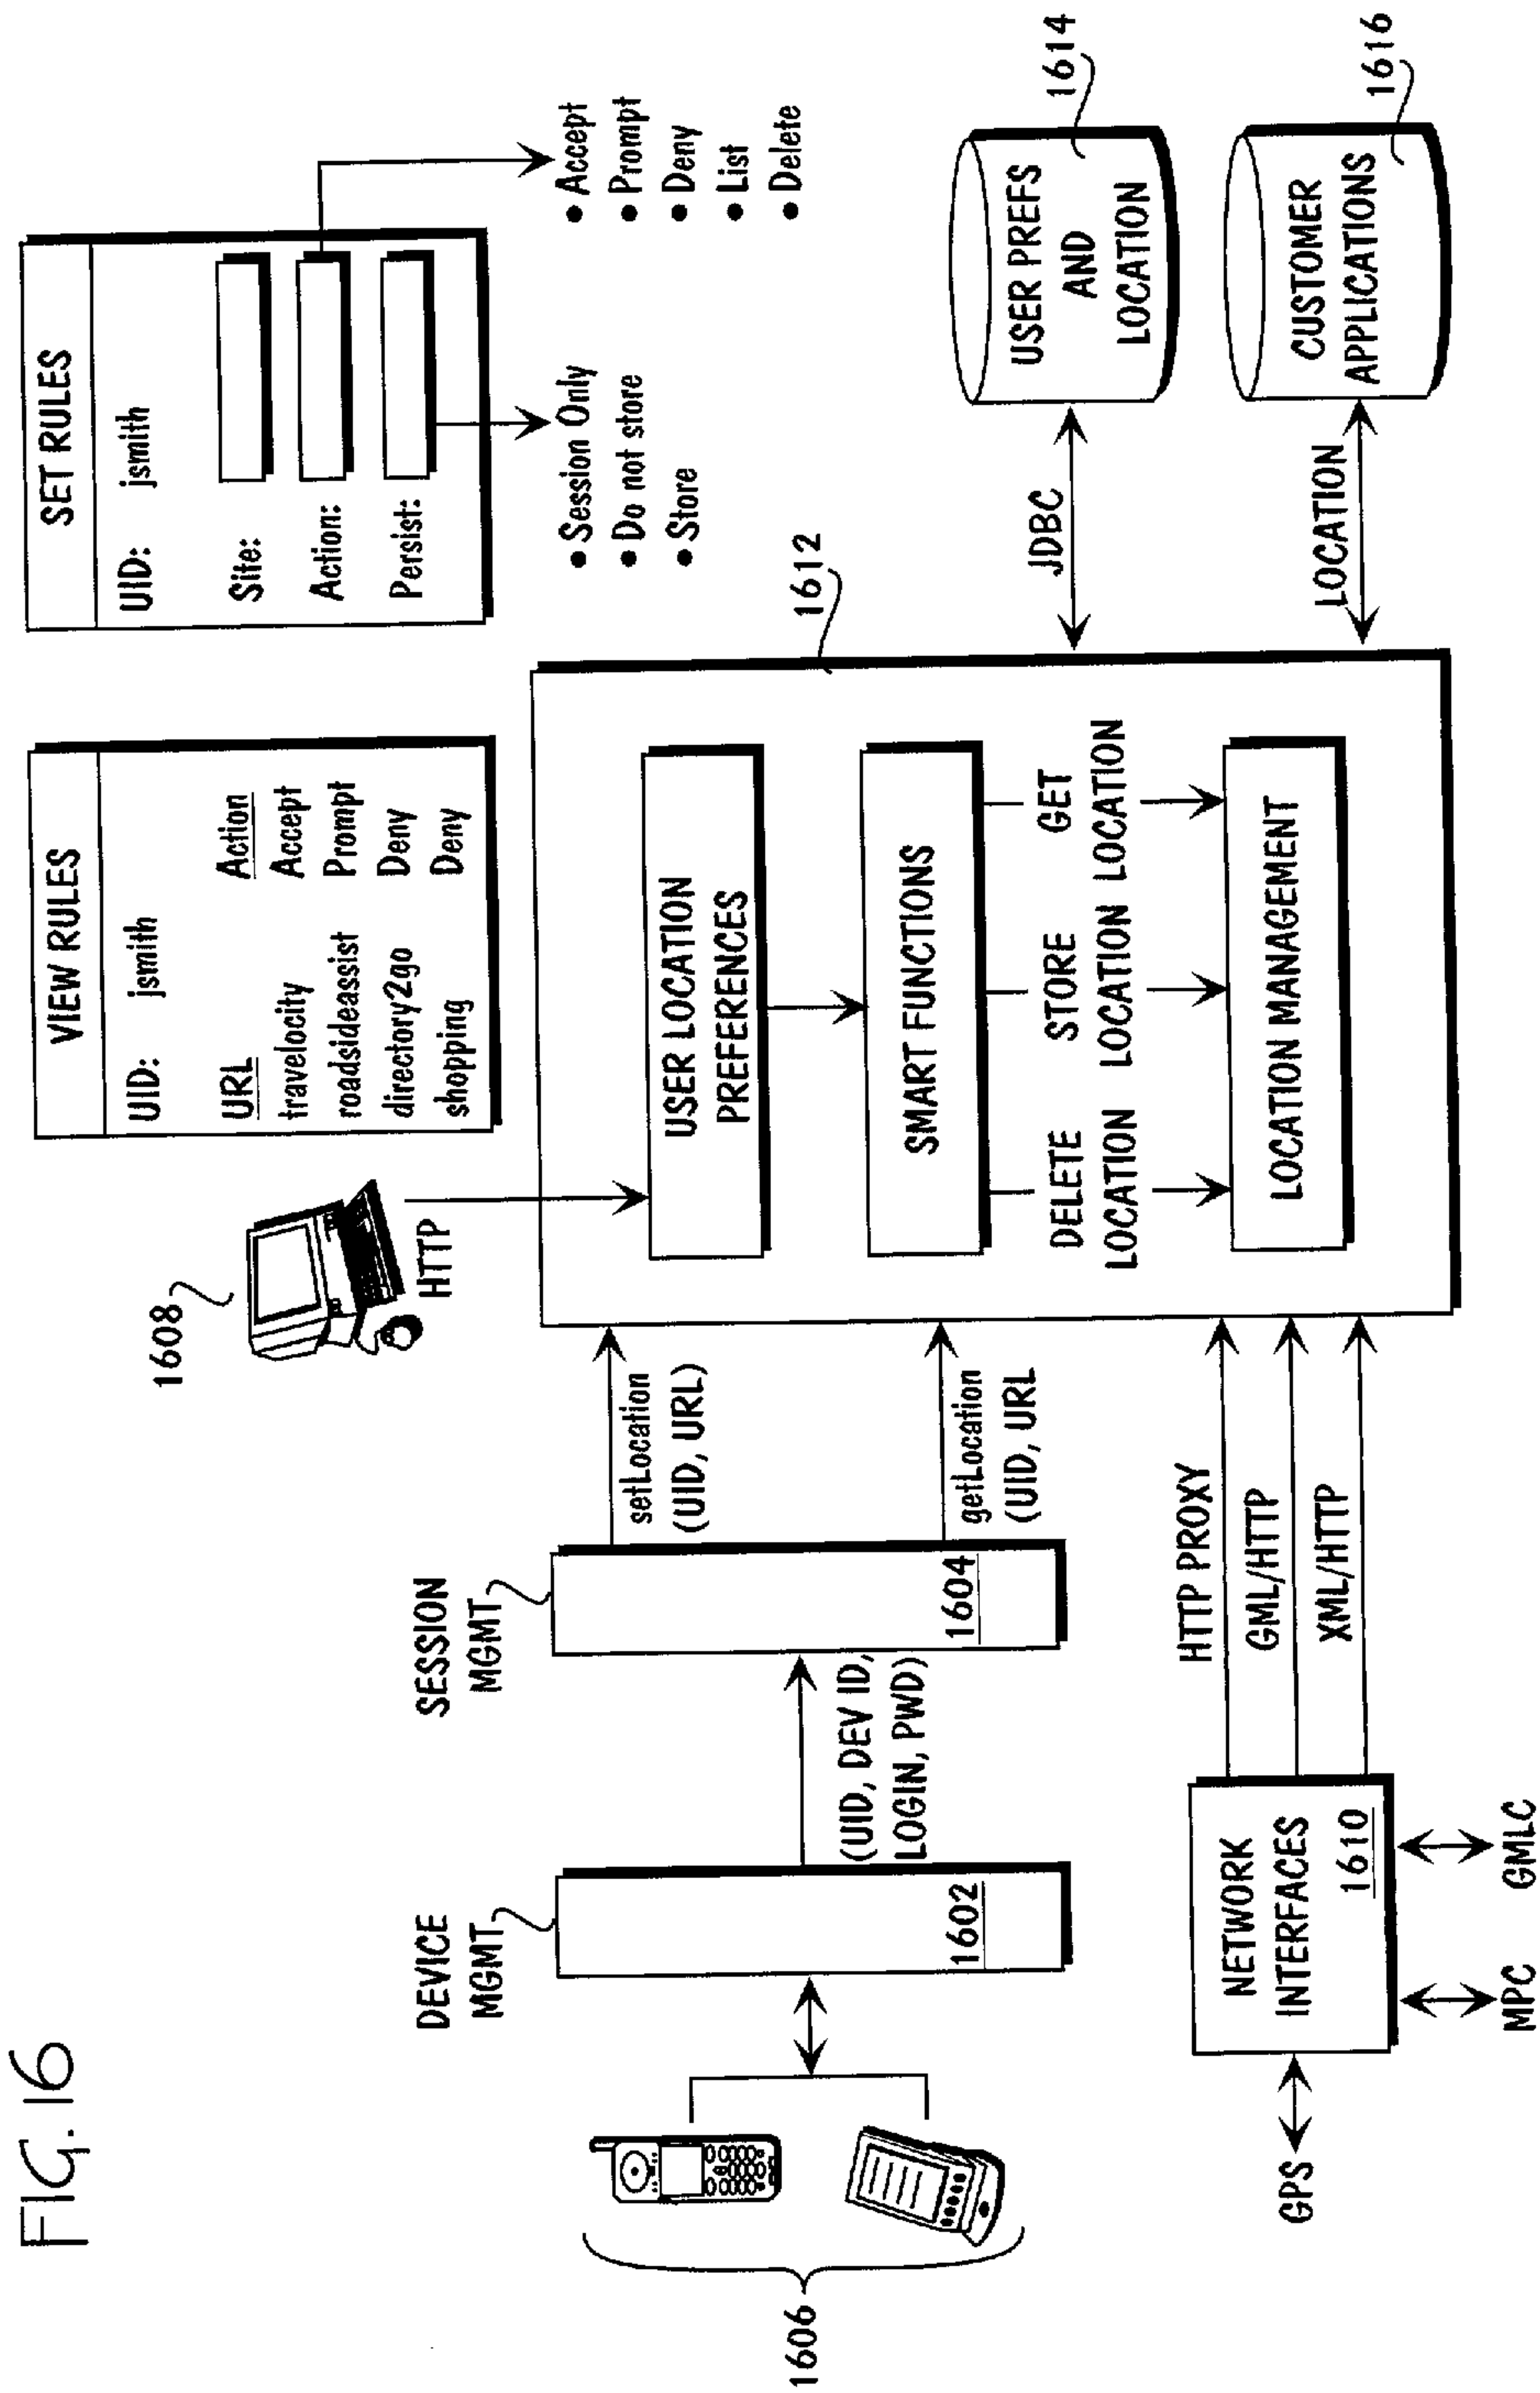 FIG. 16
VIEW RULES
UID: jsmith
URL Action
travelocity Accept
roadsideassist Prompt
directory2go Deny
shopping Deny
SET RULES
UID: jsmith
Site:
Action:
Persist:
• Session Only
• Do not store
• Store
• Accept
• Prompt
• Deny
• List
• Delete
1608
HTTP
1606
DEVICE
MGMT
1602
(UID, DEV ID,
LOGIN, PWD)
SESSION
MGMT
1604
setLocation
(UID, URL)
getLocation
(UID, URL
1612
USER LOCATION
PREFERENCES
SMART FUNCTIONS
DELETE
LOCATION
STORE
LOCATION
GET
LOCATION
LOCATION MANAGEMENT
JDBC
USER PREFS
AND
LOCATION
1614
LOCATION
CUSTOMER
APPLICATIONS
1616
HTTP PROXY
GML/HTTP
XML/HTTP
NETWORK
INTERFACES
1610
GPS
MPC
GMLC